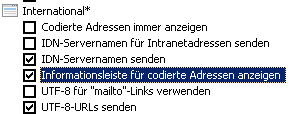 International*
Codierte Adressen immer anzeigen
IDN-Servernamen für Intranetadressen senden
IDN-Servernamen senden
Informationsleiste für codierte Adressen anzeigen
UTF-8 für "mailto"-Links verwenden
UTF-8-URLs senden